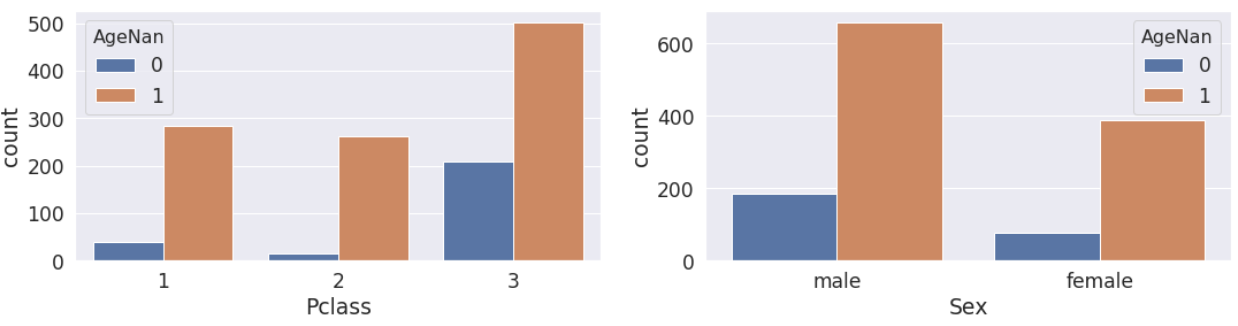 500
400
300
200
100
0
count
AgeNan
0
1
1
2
3
Pclass
600
400
200
0
count
AgeNan
0
1
male
female
Sex